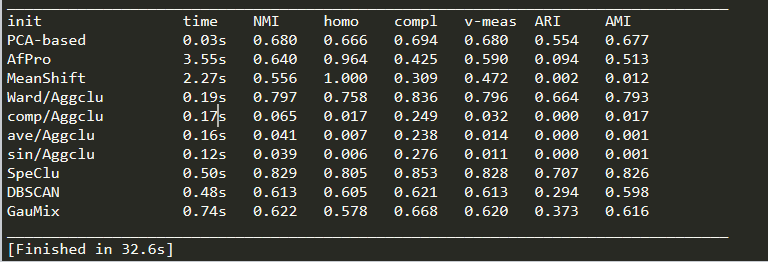 init time NMI homo compl v-meas ARI AMI
PCA-based 0.03s 0.680 0.666 0.694 0.680 0.554 0.677
AfPro 3.55s 0.640 0.964 0.425 0.590 0.094 0.513
MeanShift 2.27s 0.556 1.000 0.309 0.472 0.002 0.012
Ward/Aggclu 0.19s 0.797 0.758 0.836 0.796 0.664 0.793
comp/Aggclu 0.17s 0.065 0.017 0.249 0.032 0.000 0.017
ave/Aggclu 0.16s 0.041 0.007 0.238 0.014 0.000 0.001
sin/Aggclu 0.12s 0.039 0.006 0.276 0.011 0.000 0.001
SpeClu 0.50s 0.829 0.805 0.853 0.828 0.707 0.826
DBSCAN 0.48s 0.613 0.605 0.621 0.613 0.294 0.598
GauMix 0.74s 0.622 0.578 0.668 0.620 0.373 0.616
[Finished in 32.6s]